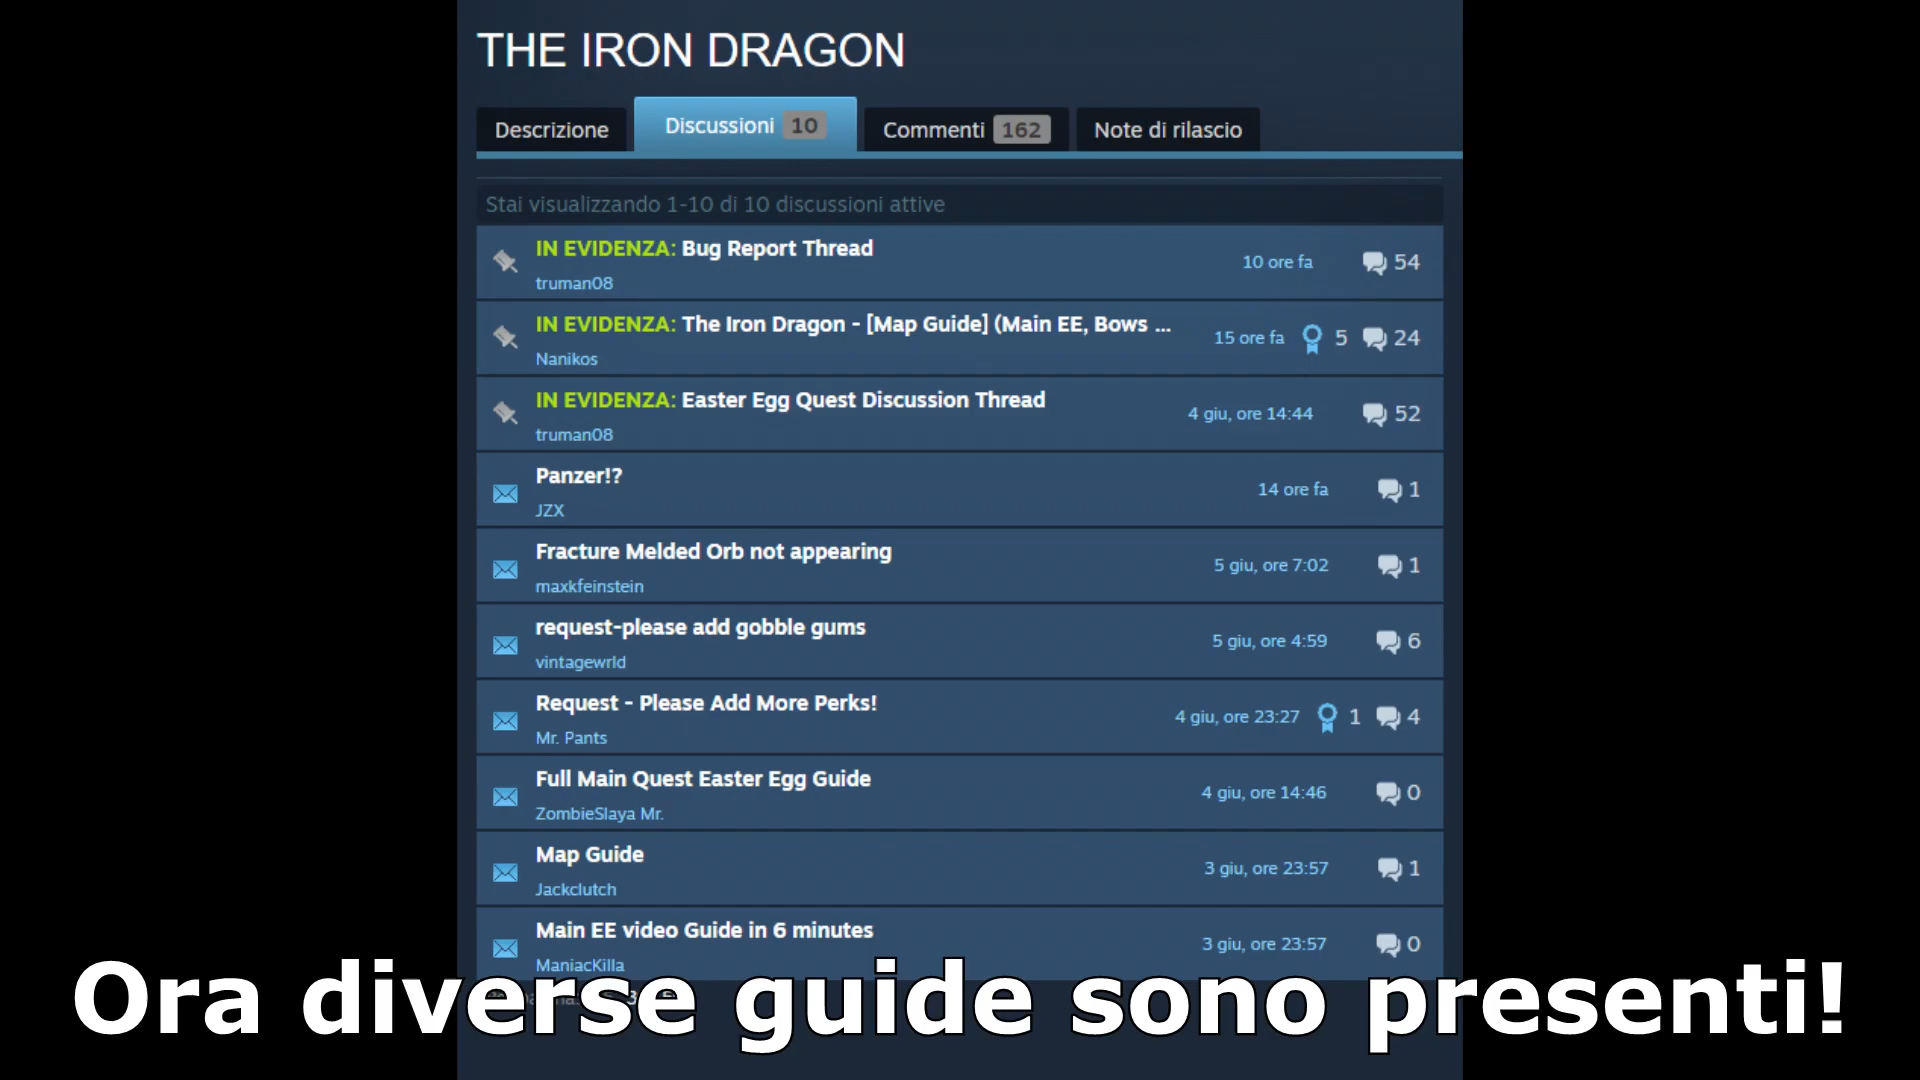 THE IRON DRAGON
Descrizione
Discussioni 10
Commenti 162
Note di rilascio
Stai visualizzando 1-10 di 10 discussioni attive
IN EVIDENZA: Bug Report Thread
10 ore fa
54
truman08
IN EVIDENZA: The Iron Dragon - [Map Guide] (Main EE, Bows ...
15 ore fa
5
24
Nanikos
IN EVIDENZA: Easter Egg Quest Discussion Thread
4 giu, ore 14:44
52
truman08
Panzer!?
14 ore fa
1
JZX
Fracture Melded Orb not appearing
5 giu, ore 7:02
1
maxkfeinstein
request-please add gobble gums
5 giu, ore 4:59
6
vintagewrld
Request - Please Add More Perks!
4 giu, ore 23:27
1
4
Mr. Pants
Full Main Quest Easter Egg Guide
4 giu, ore 14:46
0
ZombieSlaya Mr.
Map Guide
3 giu, ore 23:57
1
Jackclutch
Main EE video Guide in 6 minutes
3 giu, ore 23:57
0
ManiacKilla
Ora diverse guide sono presenti!